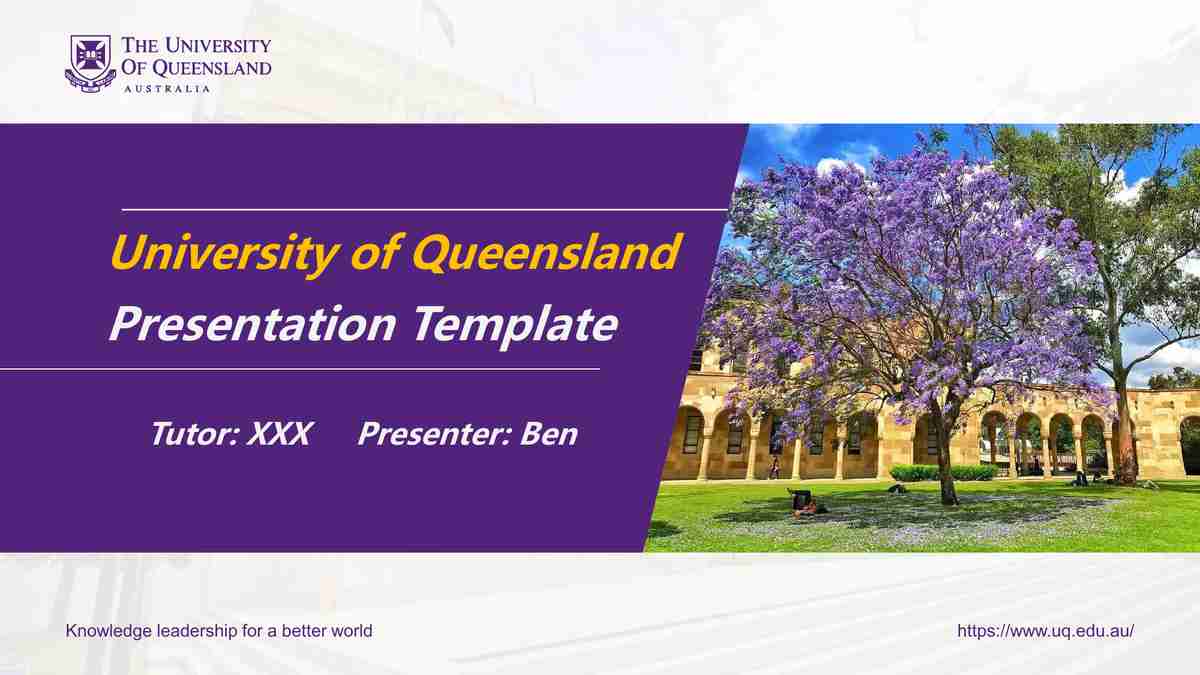 THE UNIVERSITY
OF QUEENSLAND
AUSTRALIA
University of Queensland
Presentation Template
Tutor: XXX Presenter: Ben
Knowledge leadership for a better world
https://www.uq.edu.au/